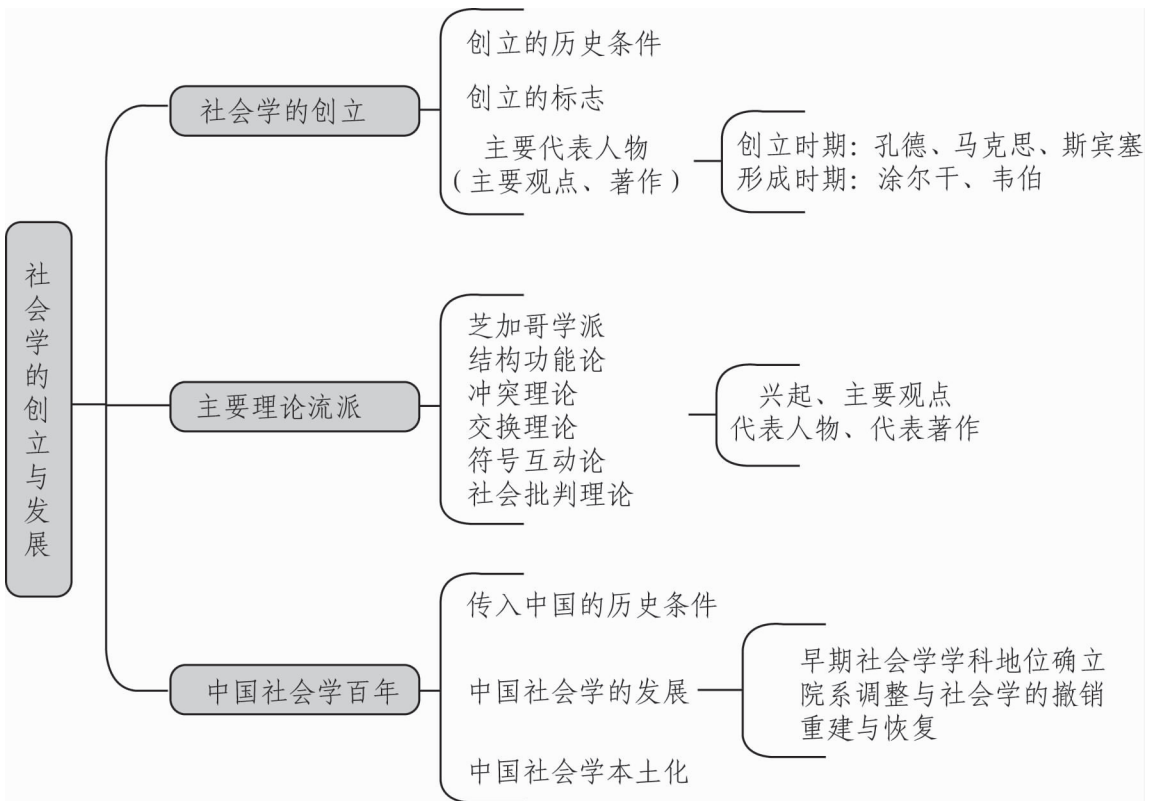 社会学的创立与发展
社会学的创立
创立的历史条件
创立的标志
主要代表人物
（主要观点、著作）
创立时期：孔德、马克思、斯宾塞
形成时期：涂尔干、韦伯
主要理论流派
芝加哥学派
结构功能论
冲突理论
交换理论
符号互动论
社会批判理论
兴起、主要观点
代表人物、代表著作
中国社会学百年
传入中国的历史条件
中国社会学的发展
早期社会学学科地位确立
院系调整与社会学的撤销
重建与恢复
中国社会学本土化